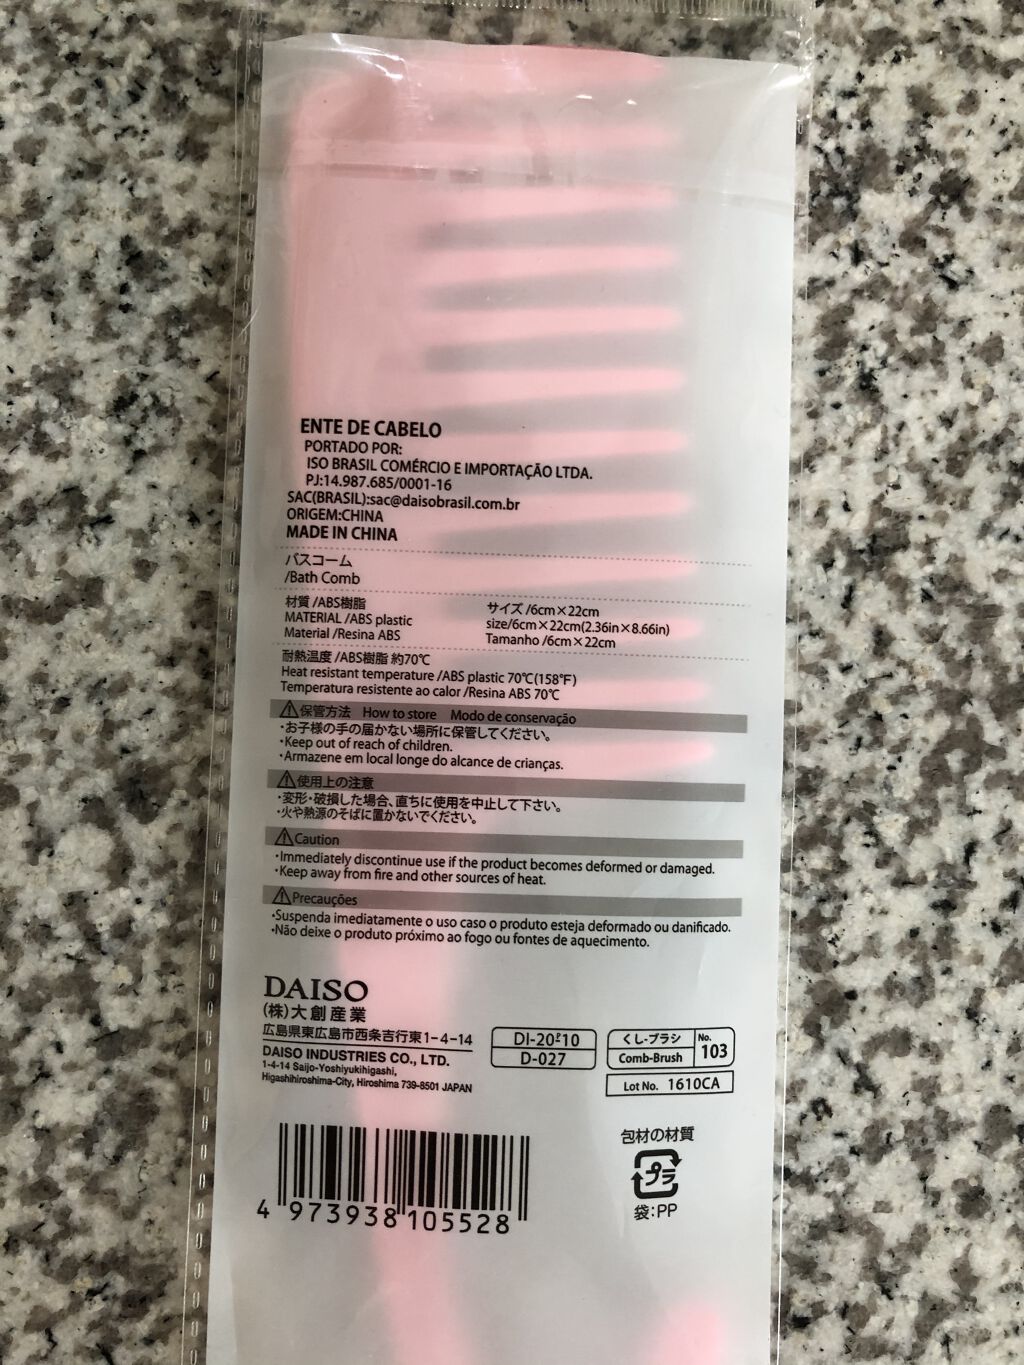 ENTE DE CABELO
PORTADO POR:
ISO BRASIL COMÉRCIO E IMPORTAÇÃO LTDA.
PJ:14.987.685/0001-16
SAC(BRASIL):sac@daisobrasil.com.br
ORIGEM:CHINA
MADE IN CHINA
バスコーム
/Bath Comb
材質/ABS樹脂
MATERIAL/ABS plastic
Material/Resina ABS
サイズ/6cm×22cm
size/6cm×22cm(2.36in×8.66in)
Tamanho/6cm×22cm
耐熱温度/ABS樹脂 約70℃
Heat resistant temperature/ABS plastic 70℃(158℉)
Temperatura resistente ao calor/Resina ABS 70℃
⚠保管方法 How to store Modo de conservação
・お子様の手の届かない場所に保管してください。
・Keep out of reach of children.
・Armazene em local longe do alcance de crianças.
⚠使用上の注意
・変形・破損した場合、直ちに使用を中止して下さい。
・火や熱源のそばに置かないでください。
⚠Caution
・Immediately discontinue use if the product becomes deformed or damaged.
・Keep away from fire and other sources of heat.
⚠Precauções
・Suspenda imediatamente o uso caso o produto esteja deformado ou danificado.
・Não deixe o produto próximo ao fogo ou fontes de aquecimento.
DAISO
(株)大創産業
広島県東広島市西条吉行東1-4-14
DAISO INDUSTRIES CO., LTD.
1-4-14 Saijo-Yoshiyukihigashi,
Higashihiroshima-City, Hiroshima 739-8501 JAPAN
D-027
くし-ブラシ
Comb-Brush
No.
103
Lot No. 1610CA
4 973938 105528
包材の材質
プラ
袋:PP